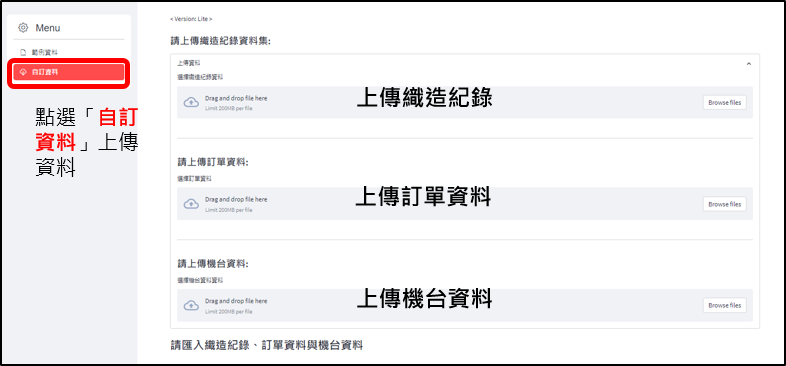 < Version: Lite >
Menu
範例資料
自訂資料
點選「自訂
資料」上傳
資料
請上傳織造紀錄資料集:
上傳資料
選擇織造紀錄資料
Drag and drop file here
Limit 200MB per file
上傳織造紀錄
Browse files
請上傳訂單資料:
選擇訂單資料
Drag and drop file here
Limit 200MB per file
上傳訂單資料
Browse files
請上傳機台資料:
選擇機台資料資料
Drag and drop file here
Limit 200MB per file
上傳機台資料
Browse files
請匯入織造紀錄、訂單資料與機台資料